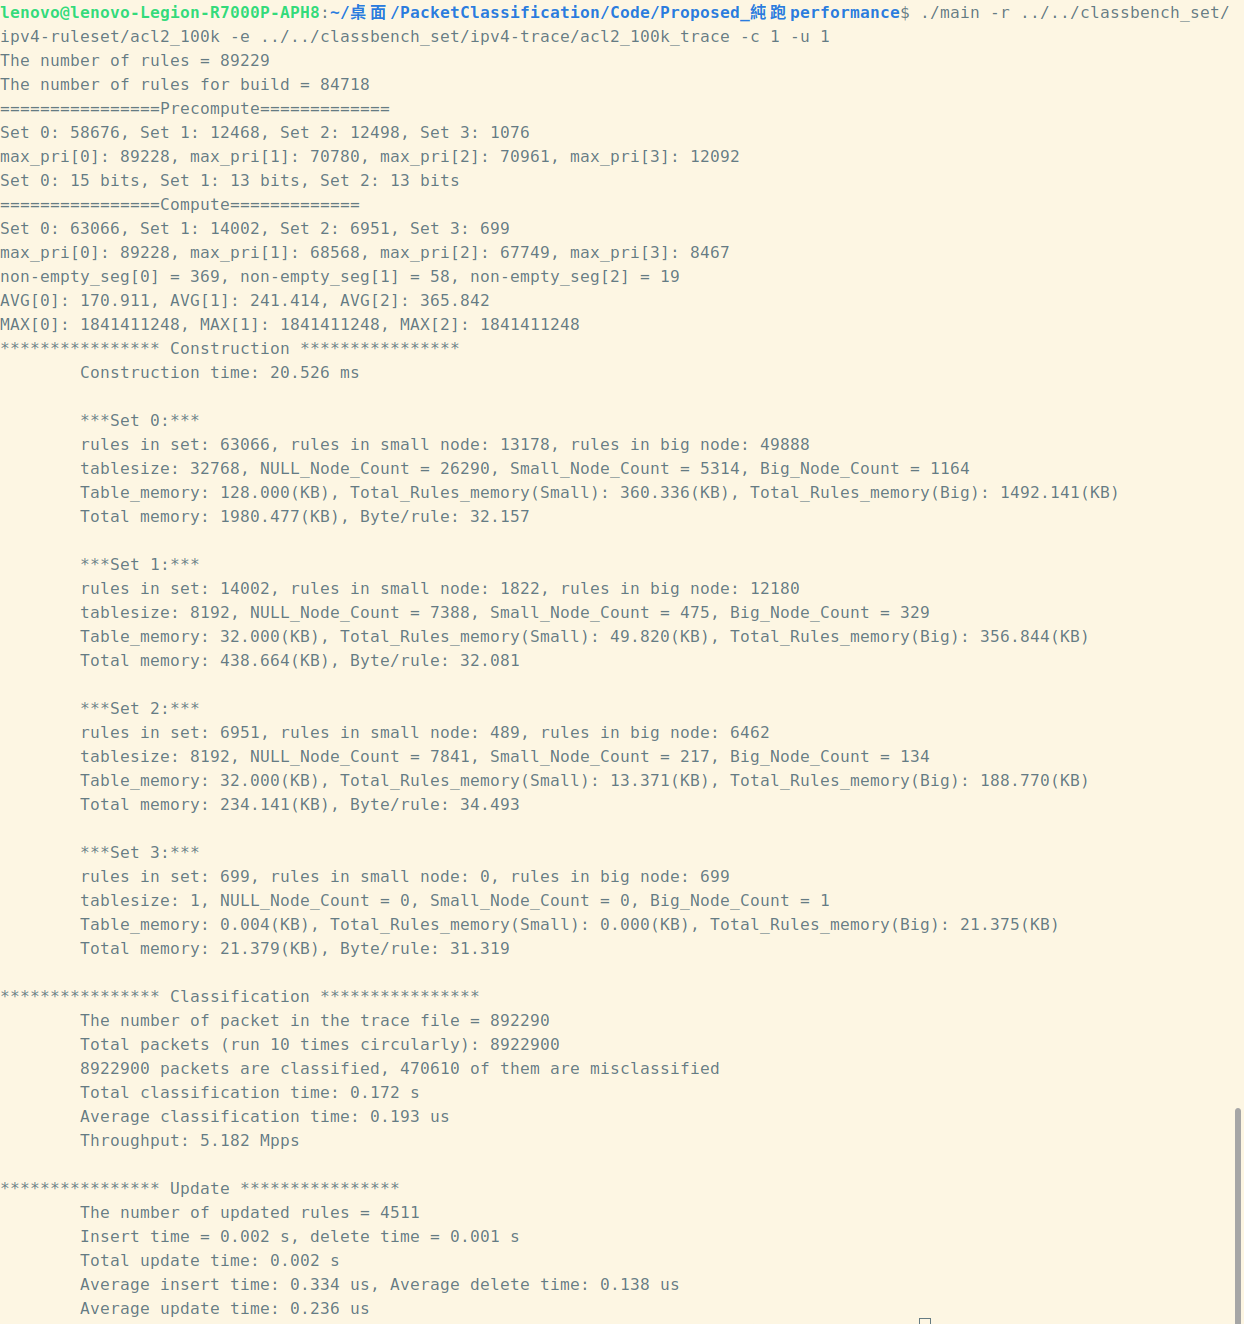 lenovo@lenovo-Legion-R7000P-APH8:~/桌面/PacketClassification/Code/Proposed_純跑performance$ ./main -r ../../classbench_set/
ipv4-ruleset/acl2_100k -e ../../classbench_set/ipv4-trace/acl2_100k_trace -c 1 -u 1
The number of rules = 89229
The number of rules for build = 84718
================Precompute=============
Set 0: 58676, Set 1: 12468, Set 2: 12498, Set 3: 1076
max_pri[0]: 89228, max_pri[1]: 70780, max_pri[2]: 70961, max_pri[3]: 12092
Set 0: 15 bits, Set 1: 13 bits, Set 2: 13 bits
================Compute=============
Set 0: 63066, Set 1: 14002, Set 2: 6951, Set 3: 699
max_pri[0]: 89228, max_pri[1]: 68568, max_pri[2]: 67749, max_pri[3]: 8467
non-empty_seg[0] = 369, non-empty_seg[1] = 58, non-empty_seg[2] = 19
AVG[0]: 170.911, AVG[1]: 241.414, AVG[2]: 365.842
MAX[0]: 1841411248, MAX[1]: 1841411248, MAX[2]: 1841411248
**************** Construction ****************
Construction time: 20.526 ms
***Set 0:***
rules in set: 63066, rules in small node: 13178, rules in big node: 49888
tablesize: 32768, NULL_Node_Count = 26290, Small_Node_Count = 5314, Big_Node_Count = 1164
Table_memory: 128.000(KB), Total_Rules_memory(Small): 360.336(KB), Total_Rules_memory(Big): 1492.141(KB)
Total memory: 1980.477(KB), Byte/rule: 32.157
***Set 1:***
rules in set: 14002, rules in small node: 1822, rules in big node: 12180
tablesize: 8192, NULL_Node_Count = 7388, Small_Node_Count = 475, Big_Node_Count = 329
Table_memory: 32.000(KB), Total_Rules_memory(Small): 49.820(KB), Total_Rules_memory(Big): 356.844(KB)
Total memory: 438.664(KB), Byte/rule: 32.081
***Set 2:***
rules in set: 6951, rules in small node: 489, rules in big node: 6462
tablesize: 8192, NULL_Node_Count = 7841, Small_Node_Count = 217, Big_Node_Count = 134
Table_memory: 32.000(KB), Total_Rules_memory(Small): 13.371(KB), Total_Rules_memory(Big): 188.770(KB)
Total memory: 234.141(KB), Byte/rule: 34.493
***Set 3:***
rules in set: 699, rules in small node: 0, rules in big node: 699
tablesize: 1, NULL_Node_Count = 0, Small_Node_Count = 0, Big_Node_Count = 1
Table_memory: 0.004(KB), Total_Rules_memory(Small): 0.000(KB), Total_Rules_memory(Big): 21.375(KB)
Total memory: 21.379(KB), Byte/rule: 31.319
**************** Classification ****************
The number of packet in the trace file = 892290
Total packets (run 10 times circularly): 8922900
8922900 packets are classified, 470610 of them are misclassified
Total classification time: 0.172 s
Average classification time: 0.193 us
Throughput: 5.182 Mpps
**************** Update ****************
The number of updated rules = 4511
Insert time = 0.002 s, delete time = 0.001 s
Total update time: 0.002 s
Average insert time: 0.334 us, Average delete time: 0.138 us
Average update time: 0.236 us